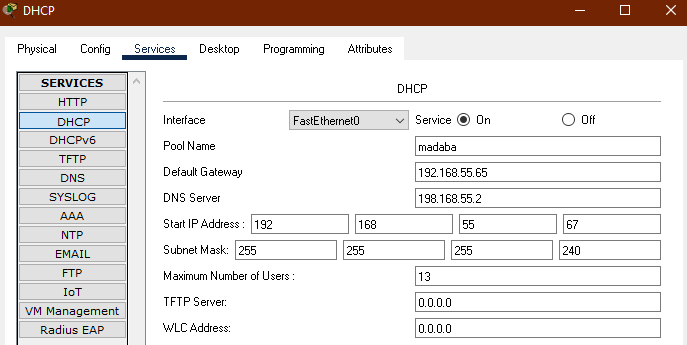 DHCP
Physical Config Services Desktop Programming Attributes
SERVICES
HTTP
DHCP
DHCPv6
TFTP
DNS
SYSLOG
AAA
NTP
EMAIL
FTP
IoT
VM Management
Radius EAP
DHCP
Interface FastEthernet0 Service On Off
Pool Name madaba
Default Gateway 192.168.55.65
DNS Server 198.168.55.2
Start IP Address : 192 168 55 67
Subnet Mask: 255 255 255 240
Maximum Number of Users : 13
TFTP Server: 0.0.0.0
WLC Address: 0.0.0.0